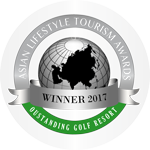 ASIAN LIFESTYLE TOURISM AWARDS
WINNER 2017
OUSTANDING GOLF RESORT